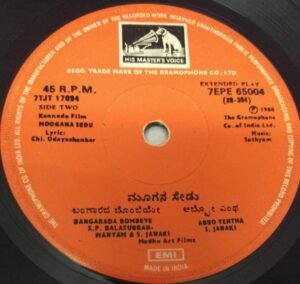 HIS MASTER'S VOICE
REGD. TRADE MARK OF THE GRAMOPHONE CO., LTD.
45 R.P.M.
7TJT 17094
SIDE TWO
Kannada Film
MOOGANA SEDU
Lyric:
Chi. Udayashankar
EXTENDED PLAY
7EPE 65004
℗ 1980
The Gramophone
Co. of India Ltd.
Music:
Sathyam
ಮೂಗನ ಸೇಡು
ಬಂಗಾರದ ಬೊಂಬೆಯೇ
ಅಬ್ಬೋ ಎಂಥ
BANGARADA BOMBEYE
S.P. BALASUBRAH-
MANYAM & S. JANAKI
ABBO YENTHA
S. JANAKI
Madhu Art Films
EMI
MADE IN INDIA